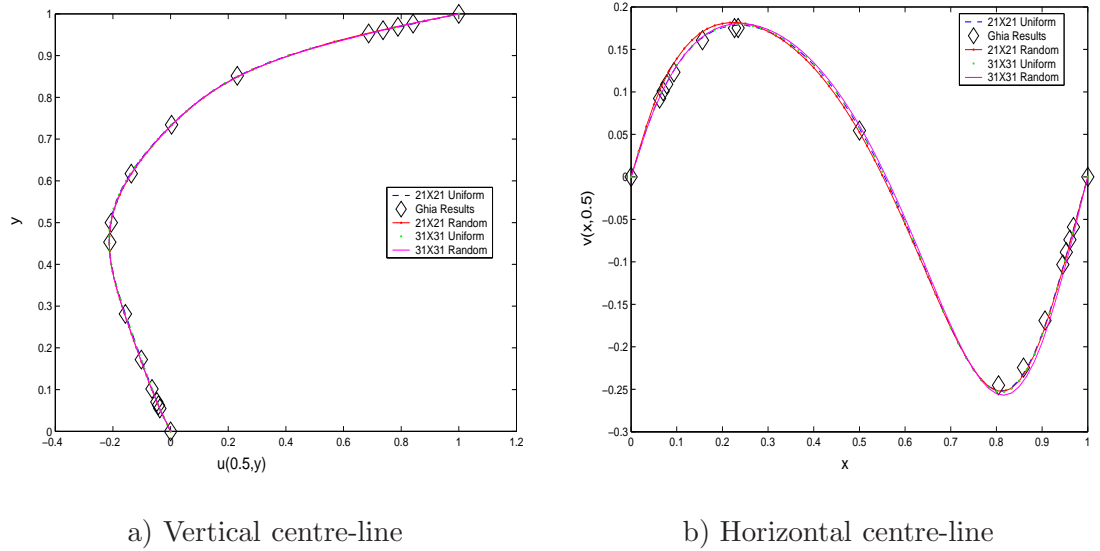 1
0.9
0.8
0.7
0.6
0.5
0.4
0.3
0.2
0.1
0
−0.4 −0.2 0 0.2 0.4 0.6 0.8 1 1.2
y
u(0.5,y)
21X21 Uniform
Ghia Results
21X21 Random
31X31 Uniform
31X31 Random
a) Vertical centre-line
0.2
0.15
0.1
0.05
0
−0.05
−0.1
−0.15
−0.2
−0.25
−0.3
0 0.1 0.2 0.3 0.4 0.5 0.6 0.7 0.8 0.9 1
v(x,0.5)
x
21X21 Uniform
Ghia Results
21X21 Random
31X31 Uniform
31X31 Random
b) Horizontal centre-line